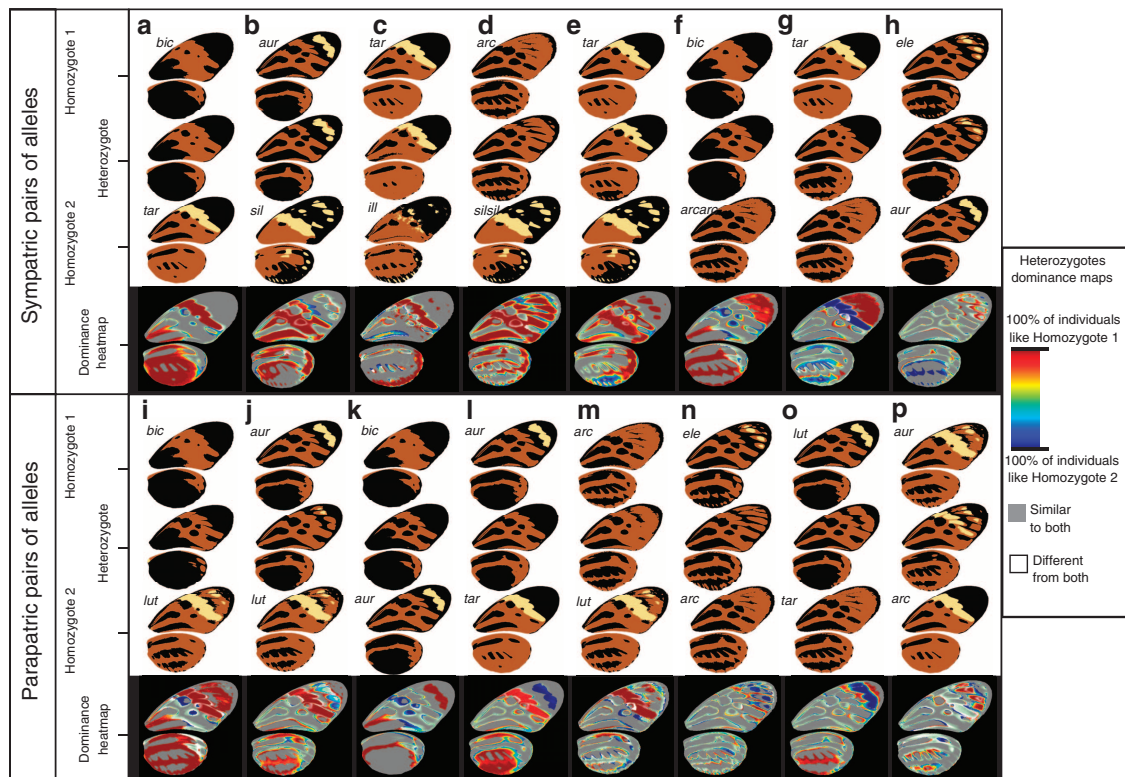 Sympatric pairs of alleles
Homozygote 1
Heterozygote
Homozygote 2
Dominance
heatmap
a b c d e f g h
bic aur tar arc tar bic tar ele
tar sil ill silsil arcarc aur
Parapatric pairs of alleles
Homozygote 1
Heterozygote
Homozygote 2
Dominance
heatmap
i j k l m n o p
bic aur bic aur arc ele lut aur
lut lut aur tar lut arc tar arc
Heterozygotes
dominance maps
100% of individuals
like Homozygote 1
100% of individuals
like Homozygote 2
Similar
to both
Different
from both